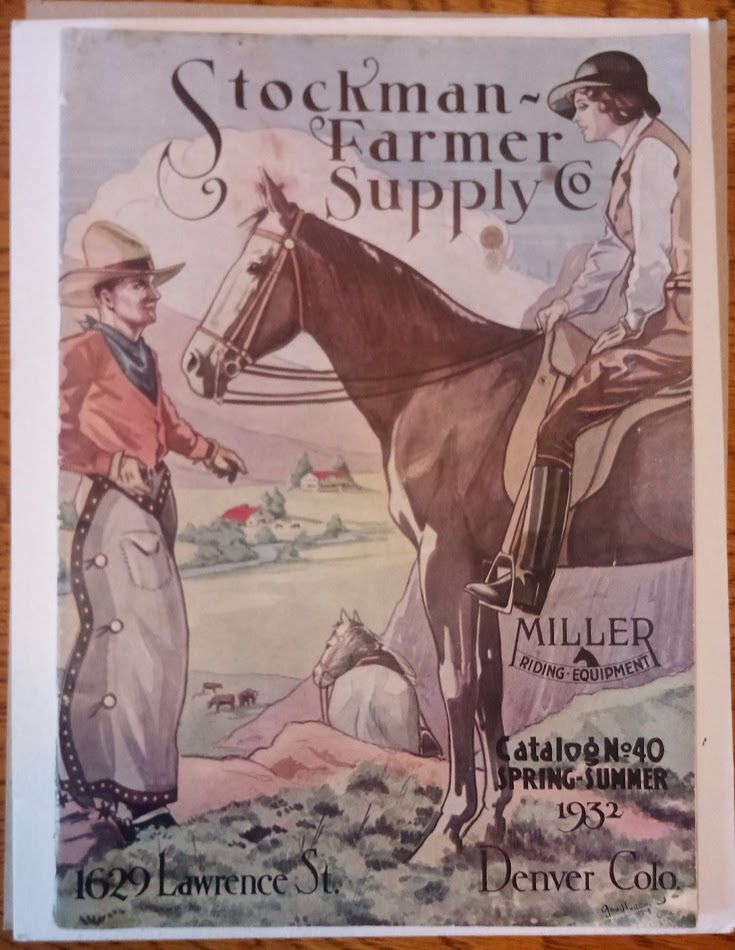 Stockman~
Farmer
Supply Co
MILLER
RIDING·EQUIPMENT
Catalog No 40
SPRING-SUMMER
1932
1629 Lawrence St.
Denver Colo.